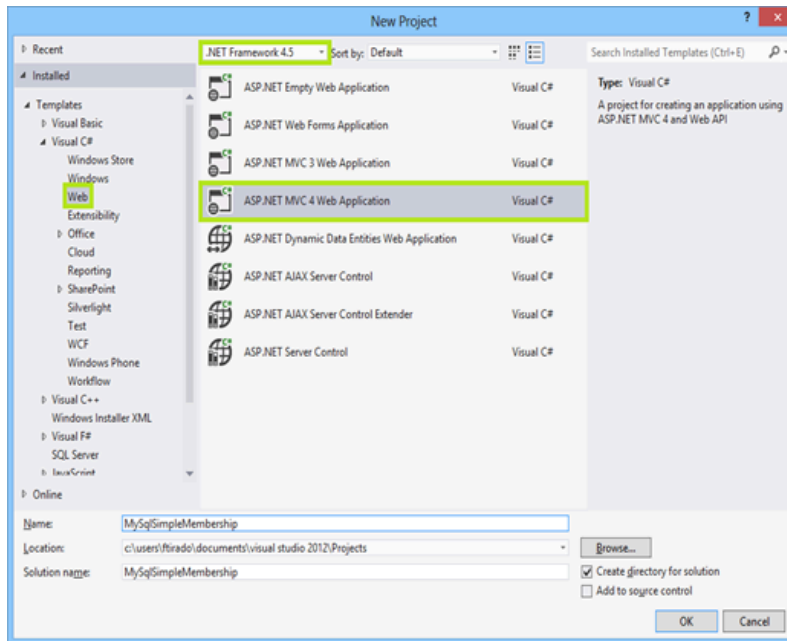 New Project
? x
Recent
.NET Framework 4.5 Sort by: Default
Search Installed Templates (Ctrl+E)
Installed
Templates
Visual Basic
Visual C#
Windows Store
Windows
Web
Extensibility
Office
Cloud
Reporting
SharePoint
Silverlight
Test
WCF
Windows Phone
Workflow
Visual C++
Windows Installer XML
Visual F#
SQL Server
JavaScript
Online
ASP.NET Empty Web Application Visual C#
ASP.NET Web Forms Application Visual C#
ASP.NET MVC 3 Web Application Visual C#
ASP.NET MVC 4 Web Application Visual C#
ASP.NET Dynamic Data Entities Web Application Visual C#
ASP.NET AJAX Server Control Visual C#
ASP.NET AJAX Server Control Extender Visual C#
ASP.NET Server Control Visual C#
Type: Visual C#
A project for creating an application using
ASP.NET MVC 4 and Web API
Name: MySqlSimpleMembership
Location: c:\users\ftirado\documents\visual studio 2012\Projects
Browse...
Solution name: MySqlSimpleMembership
Create directory for solution
Add to source control
OK Cancel